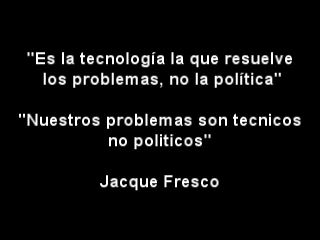 "Es la tecnología la que resuelve
los problemas, no la política"
"Nuestros problemas son tecnicos
no politicos"
Jacque Fresco